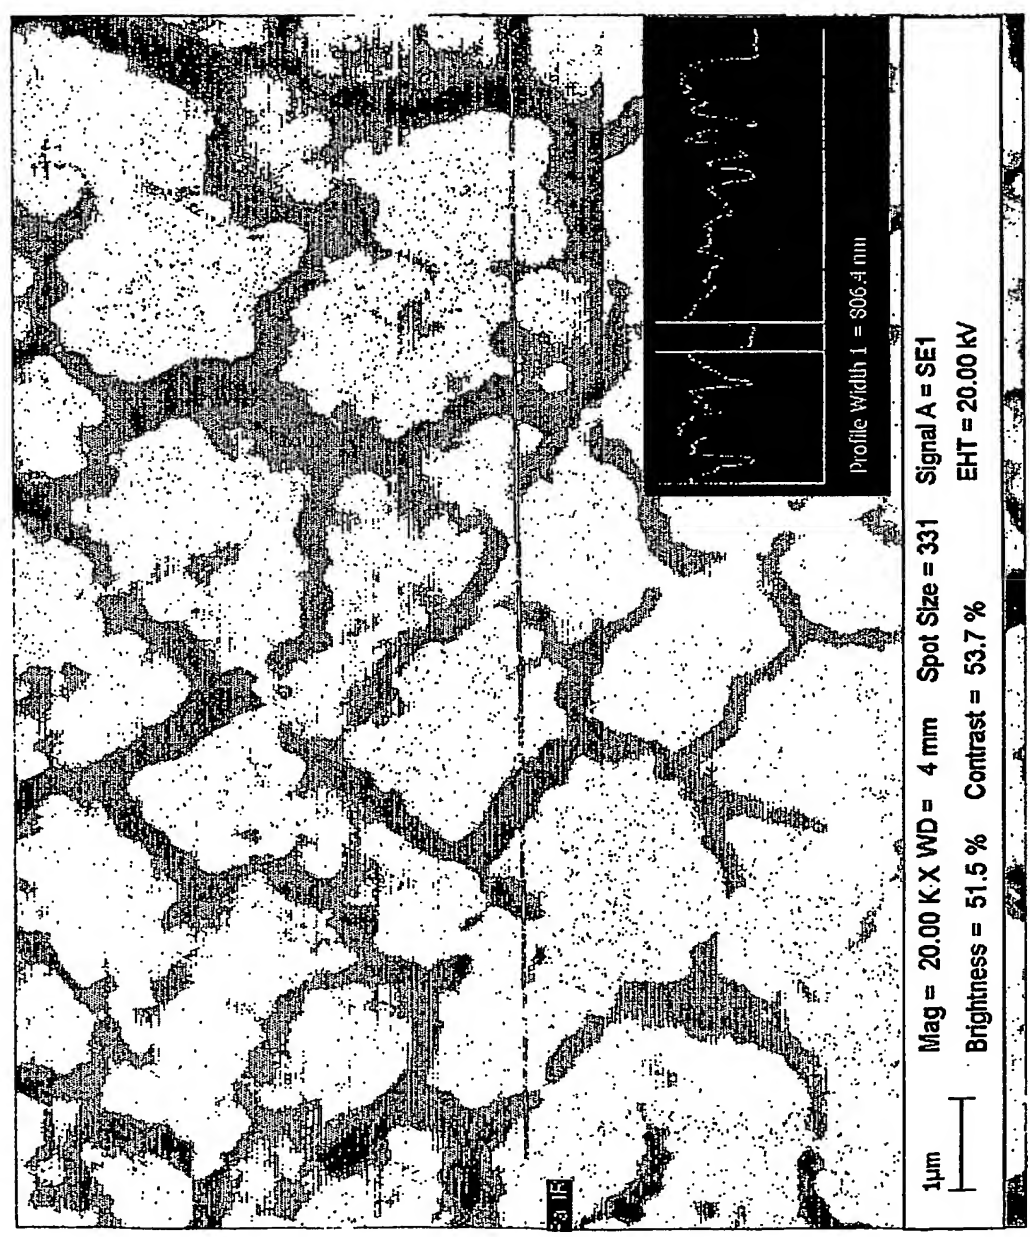 Profile Width 1 = 306.4 nm
1µm
Mag = 20.00 K X WD = 4 mm Spot Size = 331 Signal A = SE1
Brightness = 51.5 % Contrast = 53.7 % EHT = 20.00 kV